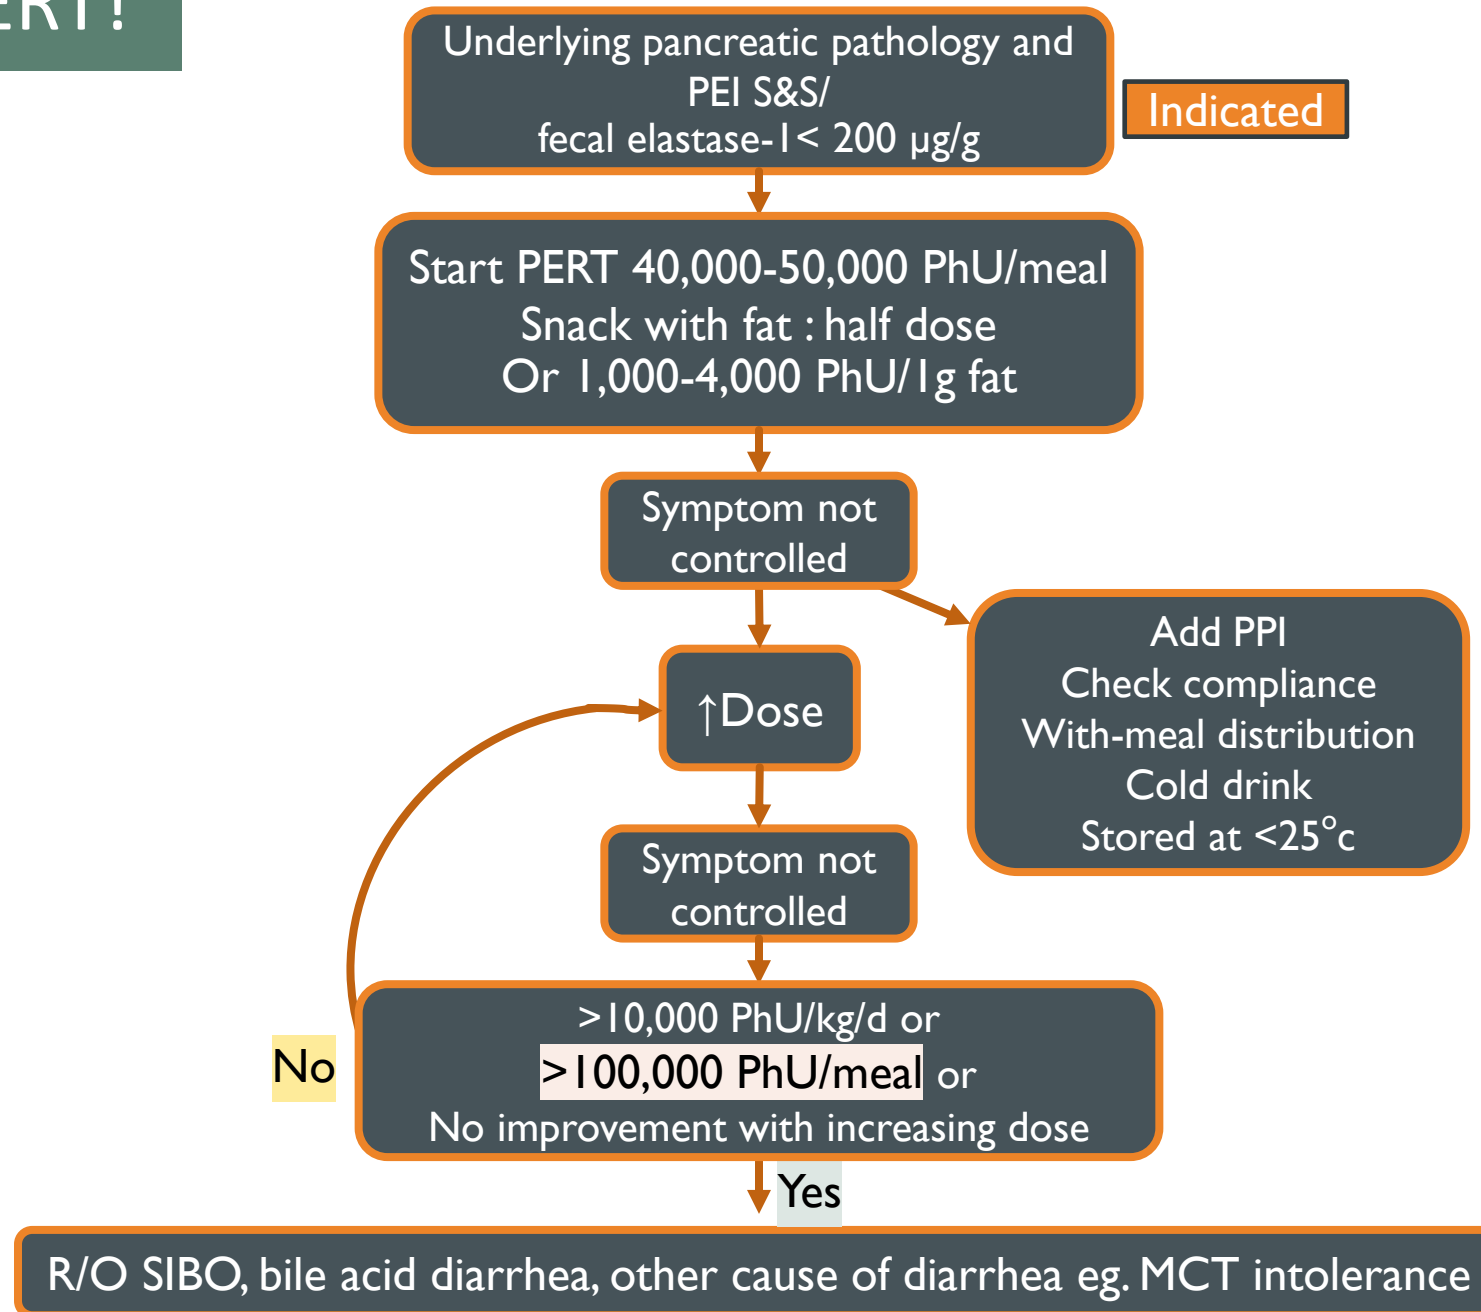 ERT!
Underlying pancreatic pathology and
PEI S&S/
fecal elastase-1< 200 µg/g
Indicated
Start PERT 40,000-50,000 PhU/meal
Snack with fat : half dose
Or 1,000-4,000 PhU/1g fat
Symptom not
controlled
Add PPI
Check compliance
With-meal distribution
Cold drink
Stored at <25°c
↑Dose
Symptom not
controlled
>10,000 PhU/kg/d or
>100,000 PhU/meal or
No improvement with increasing dose
No
Yes
R/O SIBO, bile acid diarrhea, other cause of diarrhea eg. MCT intolerance